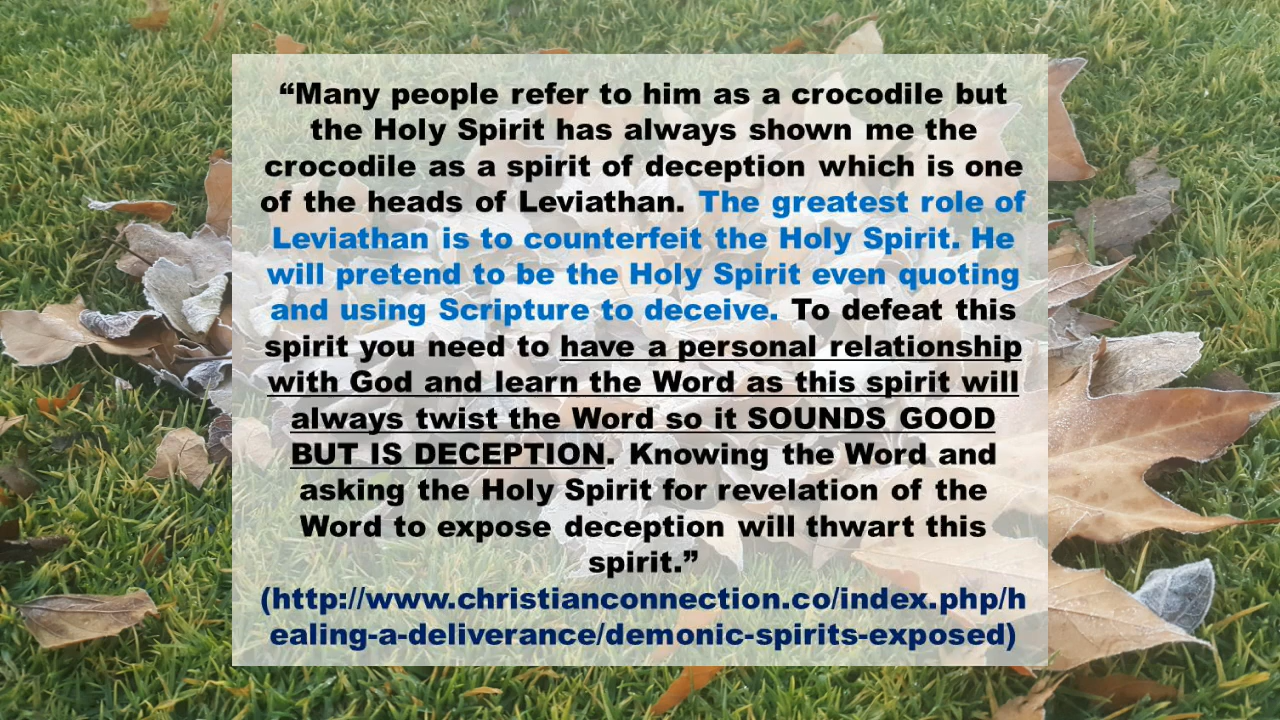 “Many people refer to him as a crocodile but
the Holy Spirit has always shown me the
crocodile as a spirit of deception which is one
of the heads of Leviathan. The greatest role of
Leviathan is to counterfeit the Holy Spirit. He
will pretend to be the Holy Spirit even quoting
and using Scripture to deceive. To defeat this
spirit you need to have a personal relationship
with God and learn the Word as this spirit will
always twist the Word so it SOUNDS GOOD
BUT IS DECEPTION. Knowing the Word and
asking the Holy Spirit for revelation of the
Word to expose deception will thwart this
spirit.”
(http://www.christianconnection.co/index.php/h
ealing-a-deliverance/demonic-spirits-exposed)